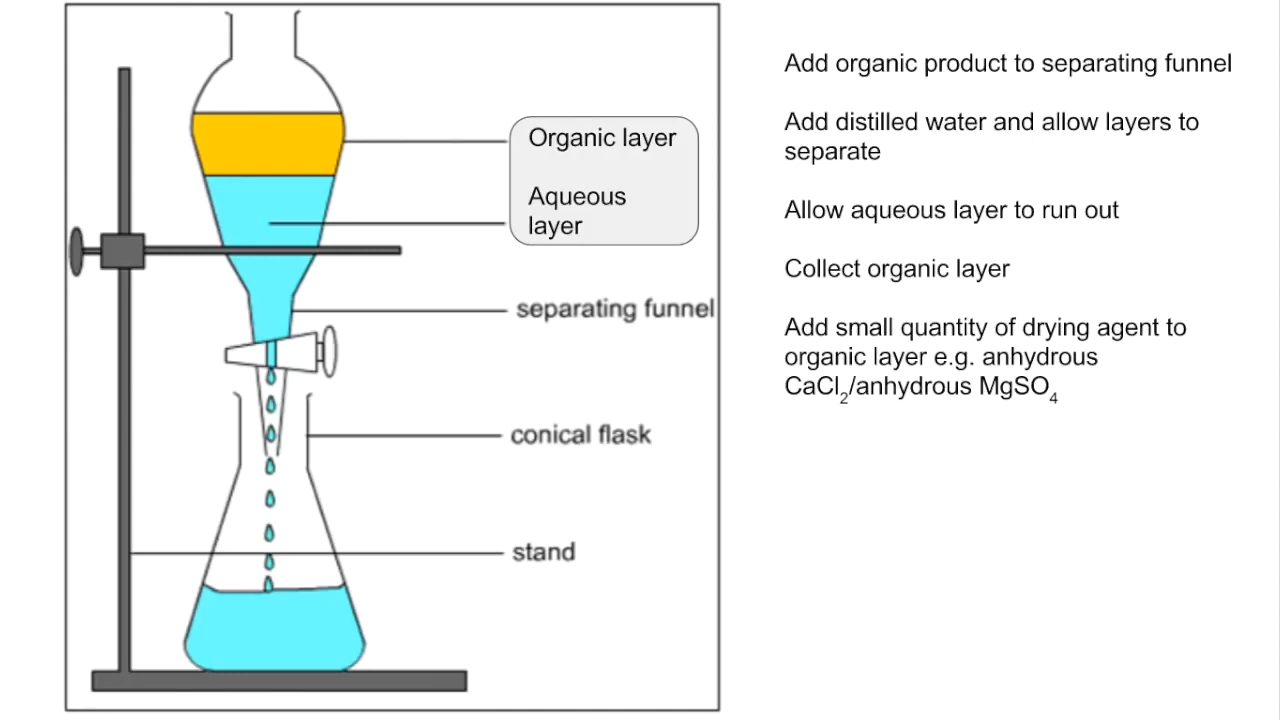 Organic layer
Aqueous
layer
separating funnel
conical flask
stand
Add organic product to separating funnel
Add distilled water and allow layers to
separate
Allow aqueous layer to run out
Collect organic layer
Add small quantity of drying agent to
organic layer e.g. anhydrous
CaCl₂/anhydrous MgSO₄